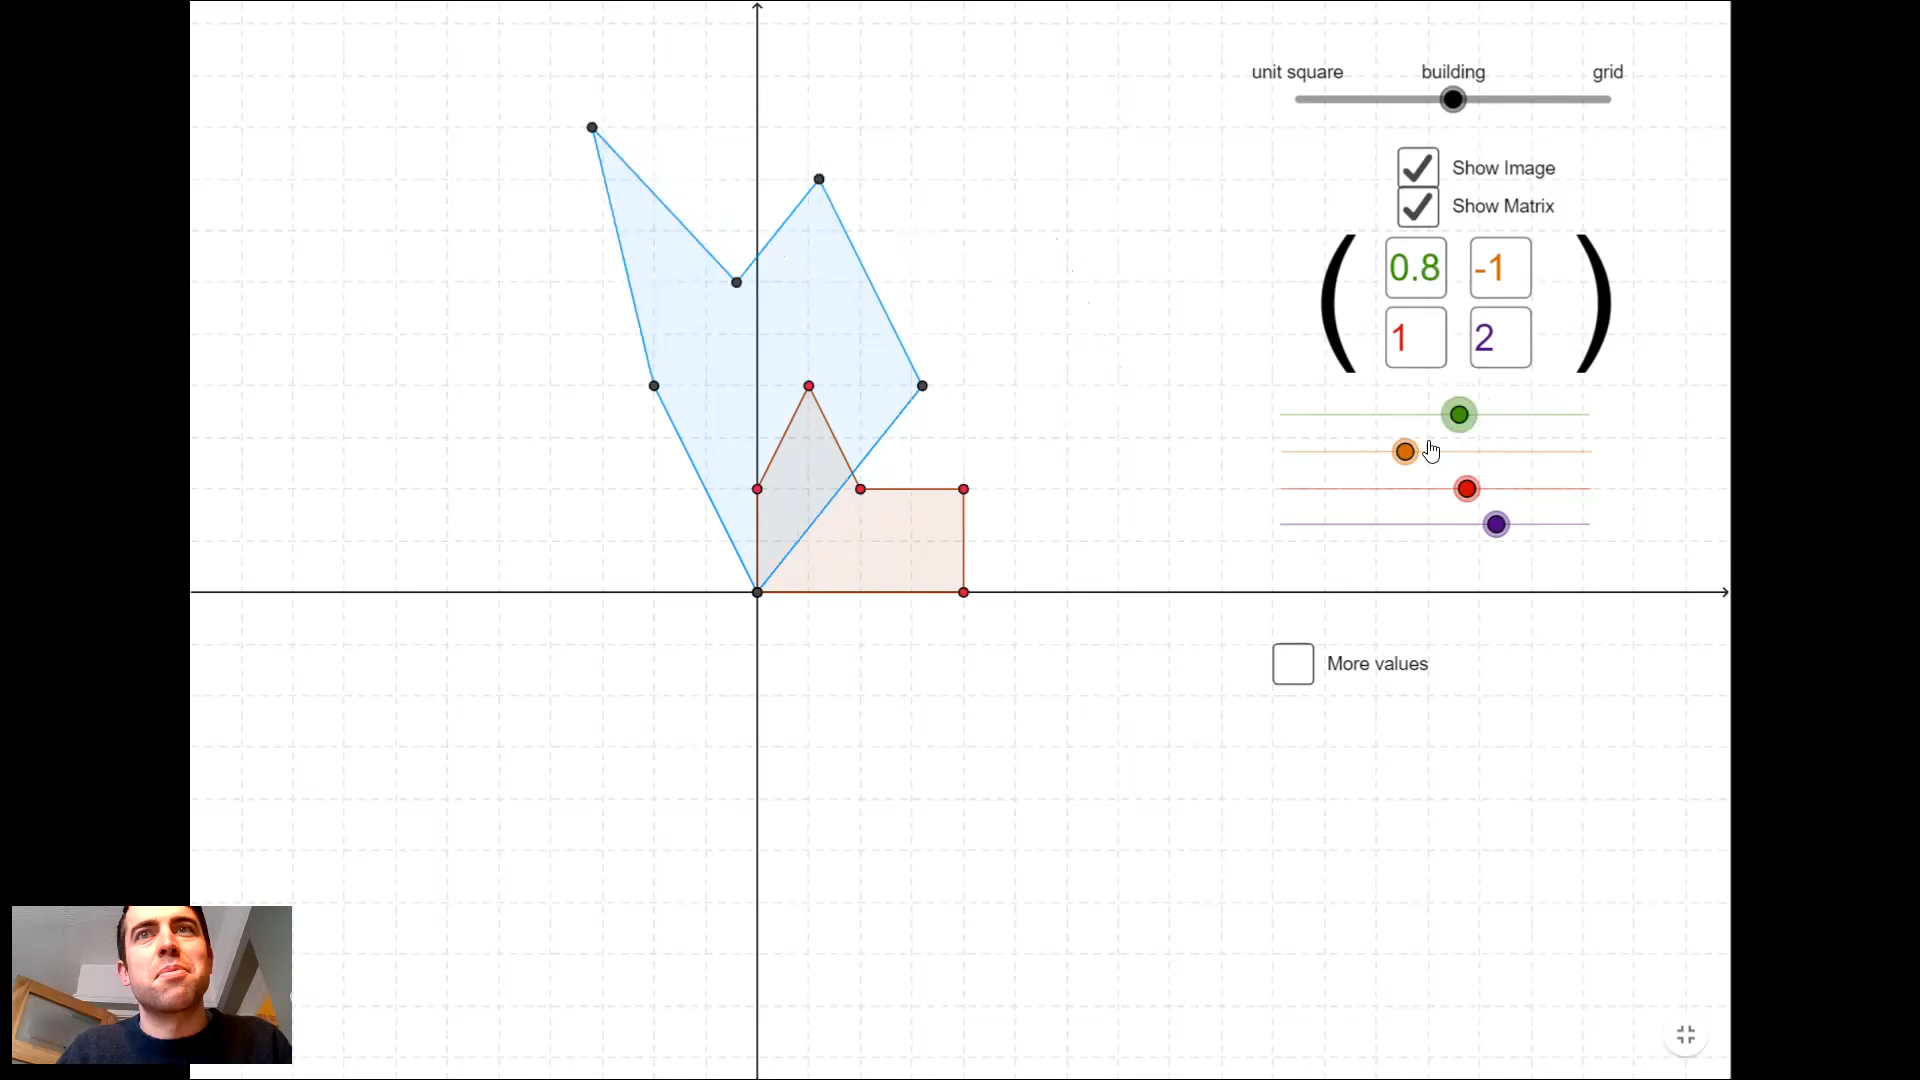 unit square building grid
Show Image
Show Matrix
0.8 -1
1 2
More values